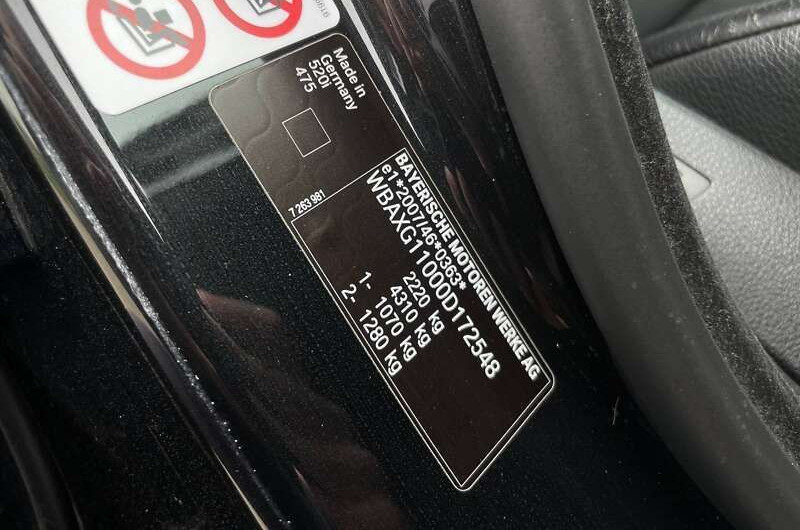 Made in
Germany
520i
475
7 263 981
BAYERISCHE MOTOREN WERKE AG
e1*2007/46*0363*
WBAXG11000D172548
2220 kg
4310 kg
1- 1070 kg
2- 1280 kg